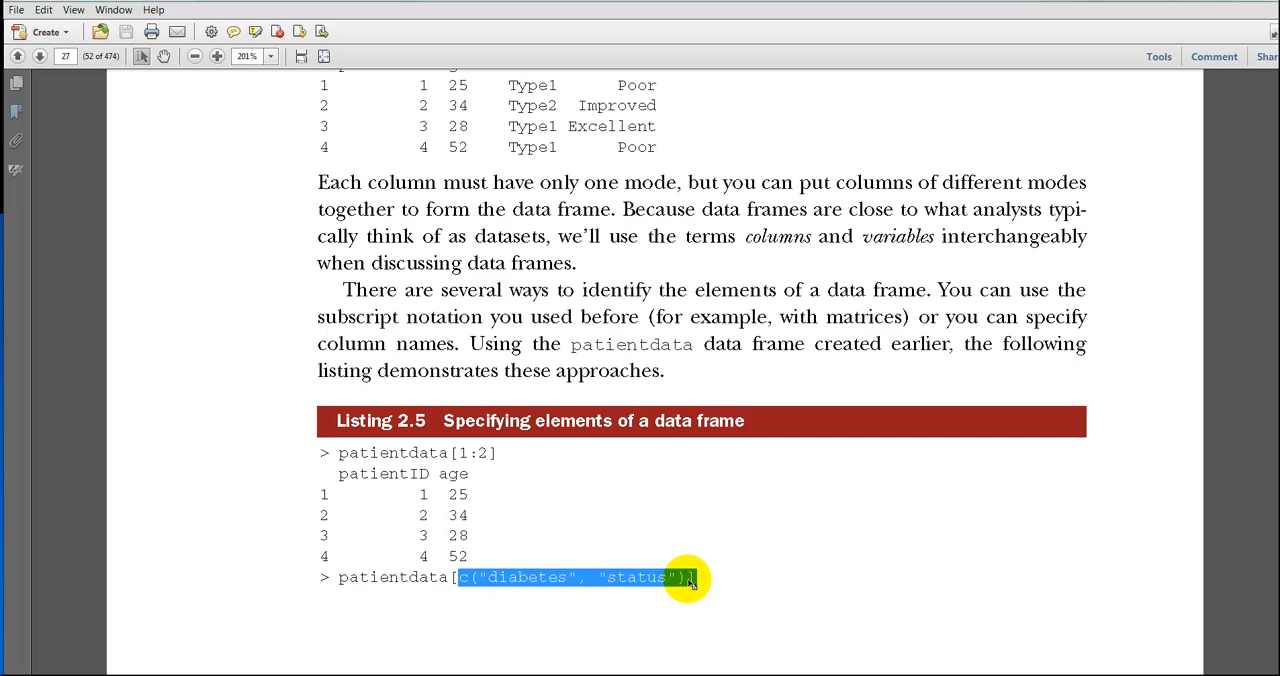 File Edit View Window Help
Create
27 (52 of 474) 201% Tools Comment
1 1 25 Type1 Poor
2 2 34 Type2 Improved
3 3 28 Type1 Excellent
4 4 52 Type1 Poor
Each column must have only one mode, but you can put columns of different modes
together to form the data frame. Because data frames are close to what analysts typi-
cally think of as datasets, we'll use the terms columns and variables interchangeably
when discussing data frames.
There are several ways to identify the elements of a data frame. You can use the
subscript notation you used before (for example, with matrices) or you can specify
column names. Using the patientdata data frame created earlier, the following
listing demonstrates these approaches.
Listing 2.5 Specifying elements of a data frame
> patientdata[1:2]
patientID age
1 1 25
2 2 34
3 3 28
4 4 52
> patientdata[c("diabetes", "status")]